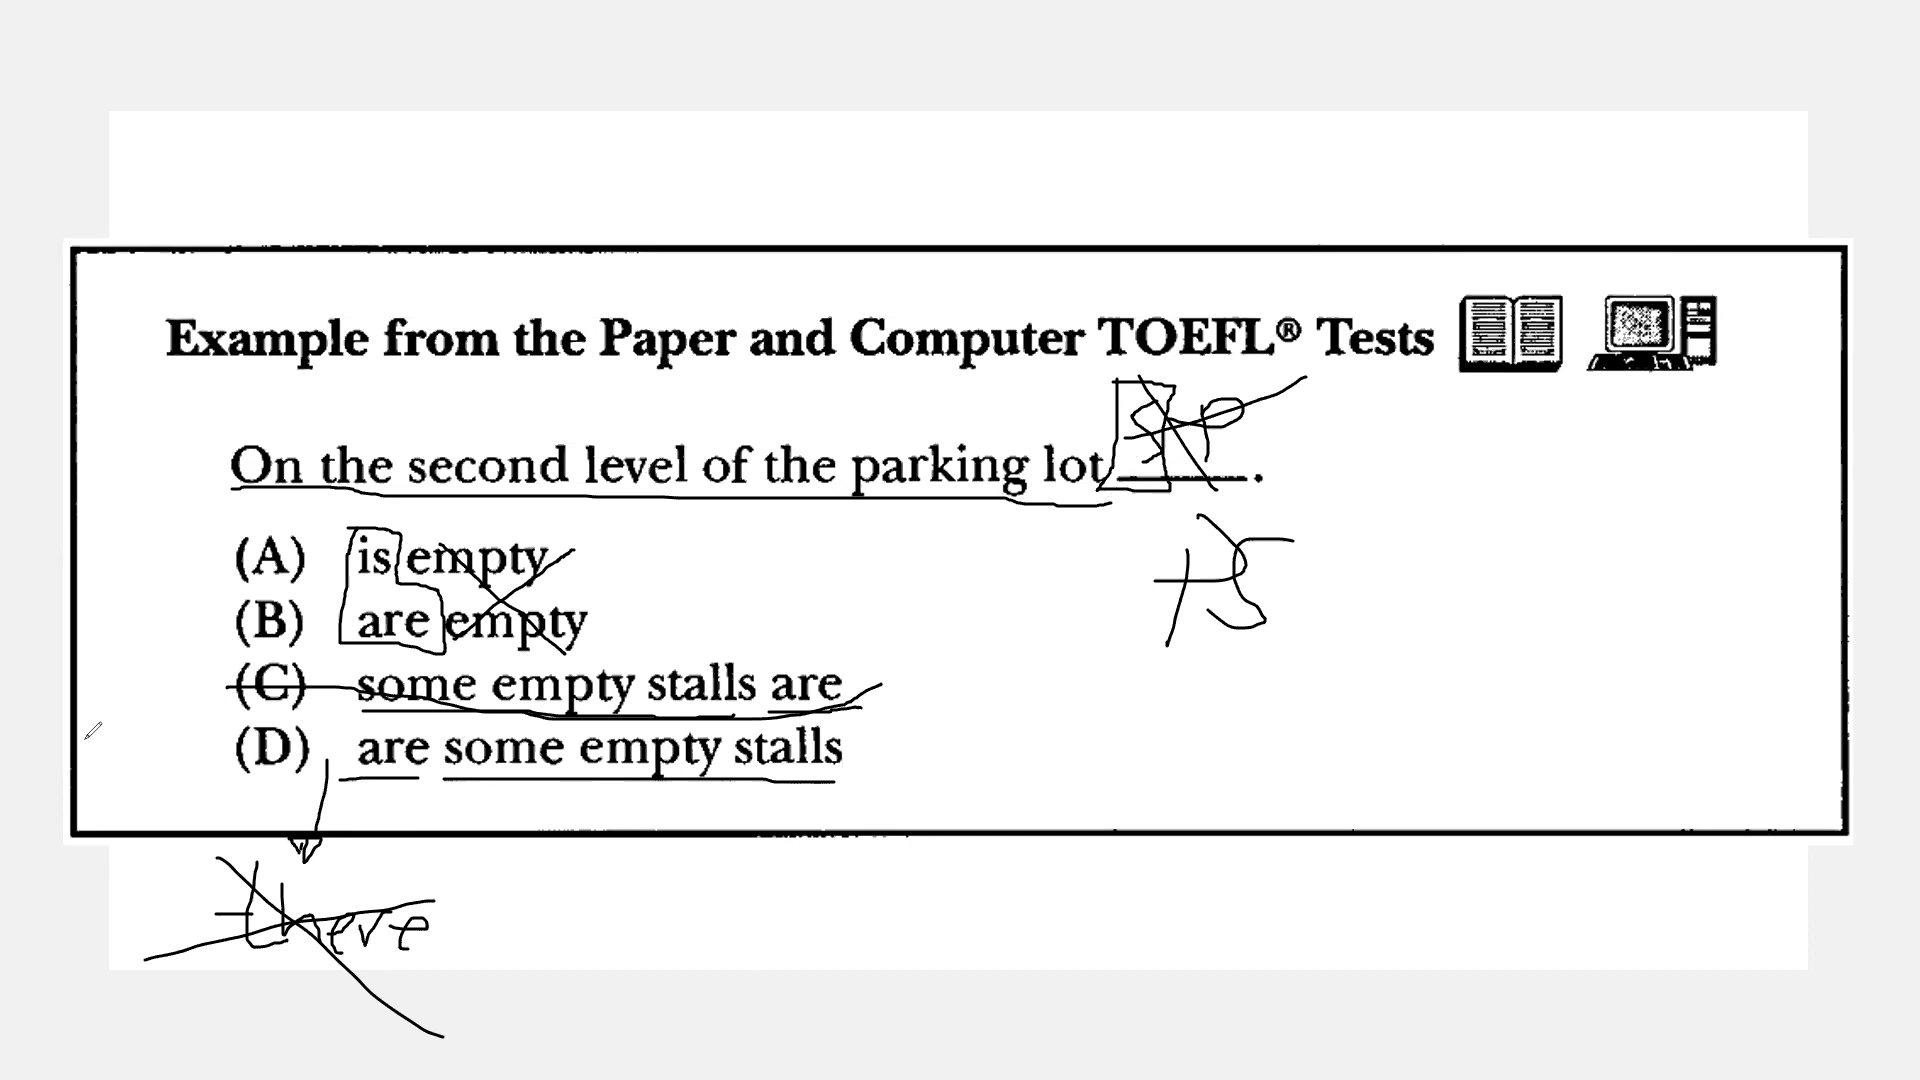 Example from the Paper and Computer TOEFL® Tests
On the second level of the parking lot ______.
(A) is empty
(B) are empty
(C) some empty stalls are
(D) are some empty stalls
there